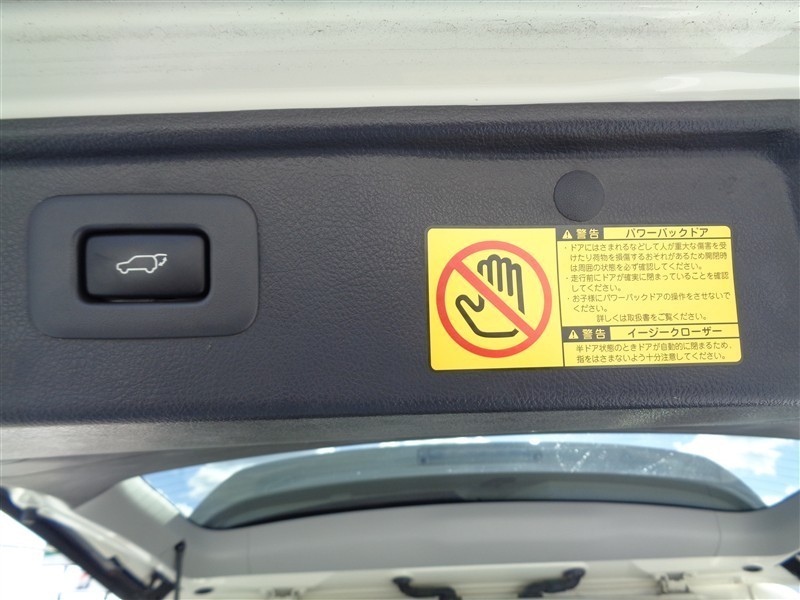 警告 パワーバックドア
・ドアにはさまれるなどして人が重大な傷害を受
けたり荷物を損傷するおそれがあるため開閉時
は周囲の状態を必ず確認してください。
・走行前にドアが確実に閉まっていることを確認
してください。
・お子様にパワーバックドアの操作をさせないで
ください。
詳しくは取扱書をご覧ください。
警告 イージークローザー
半ドア状態のときドアが自動的に閉まるため、
指をはさまないよう十分注意してください。